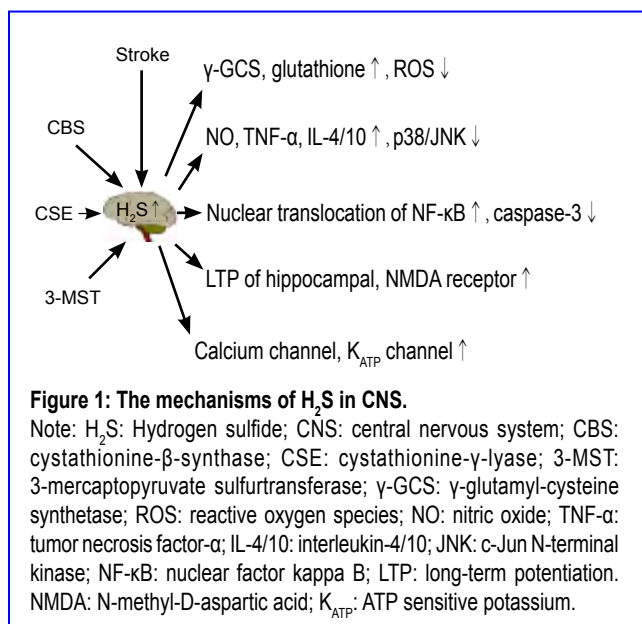 Stroke
γ-GCS, glutathione ↑, ROS ↓
CBS
NO, TNF-α, IL-4/10 ↑, p38/JNK ↓
CSE
H₂S ↑
Nuclear translocation of NF-κB ↑, caspase-3 ↓
3-MST
LTP of hippocampal, NMDA receptor ↑
Calcium channel, K_ATP channel ↑
Figure 1: The mechanisms of H₂S in CNS.
Note: H₂S: Hydrogen sulfide; CNS: central nervous system; CBS:
cystathionine-β-synthase; CSE: cystathionine-γ-lyase; 3-MST:
3-mercaptopyruvate sulfurtransferase; γ-GCS: γ-glutamyl-cysteine
synthetase; ROS: reactive oxygen species; NO: nitric oxide; TNF-α:
tumor necrosis factor-α; IL-4/10: interleukin-4/10; JNK: c-Jun N-terminal
kinase; NF-κB: nuclear factor kappa B; LTP: long-term potentiation.
NMDA: N-methyl-D-aspartic acid; K_ATP: ATP sensitive potassium.